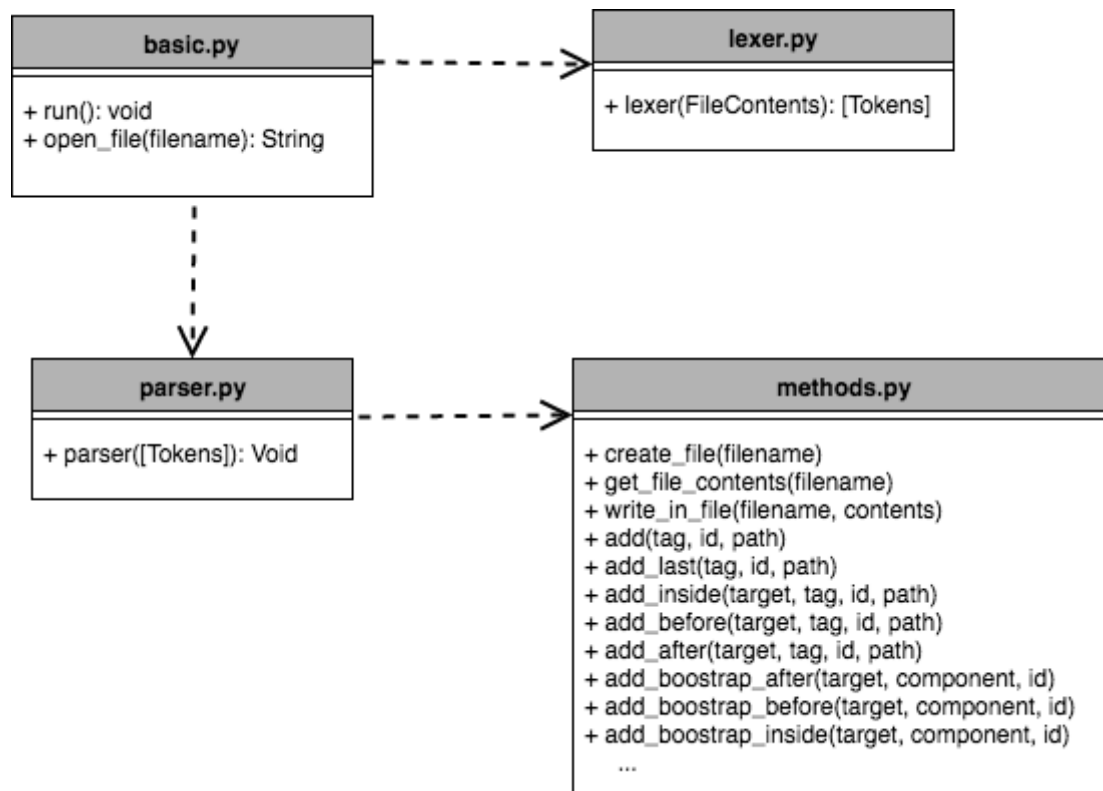 basic.py
+ run(): void
+ open_file(filename): String
lexer.py
+ lexer(FileContents): [Tokens]
parser.py
+ parser([Tokens]): Void
methods.py
+ create_file(filename)
+ get_file_contents(filename)
+ write_in_file(filename, contents)
+ add(tag, id, path)
+ add_last(tag, id, path)
+ add_inside(target, tag, id, path)
+ add_before(target, tag, id, path)
+ add_after(target, tag, id, path)
+ add_boostrap_after(target, component, id)
+ add_boostrap_before(target, component, id)
+ add_boostrap_inside(target, component, id)
...